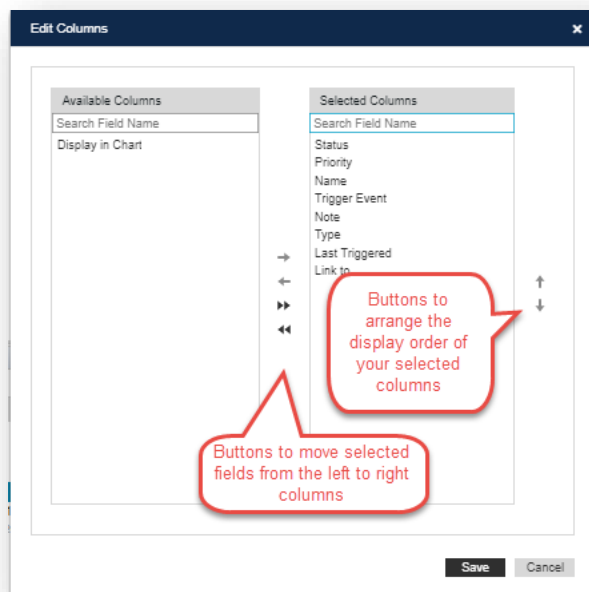 Edit Columns
Available Columns
Search Field Name
Display in Chart
Selected Columns
Search Field Name
Status
Priority
Name
Trigger Event
Note
Type
Last Triggered
Link to
Buttons to
arrange the
display order of
your selected
columns
Buttons to move selected
fields from the left to right
columns
Save
Cancel